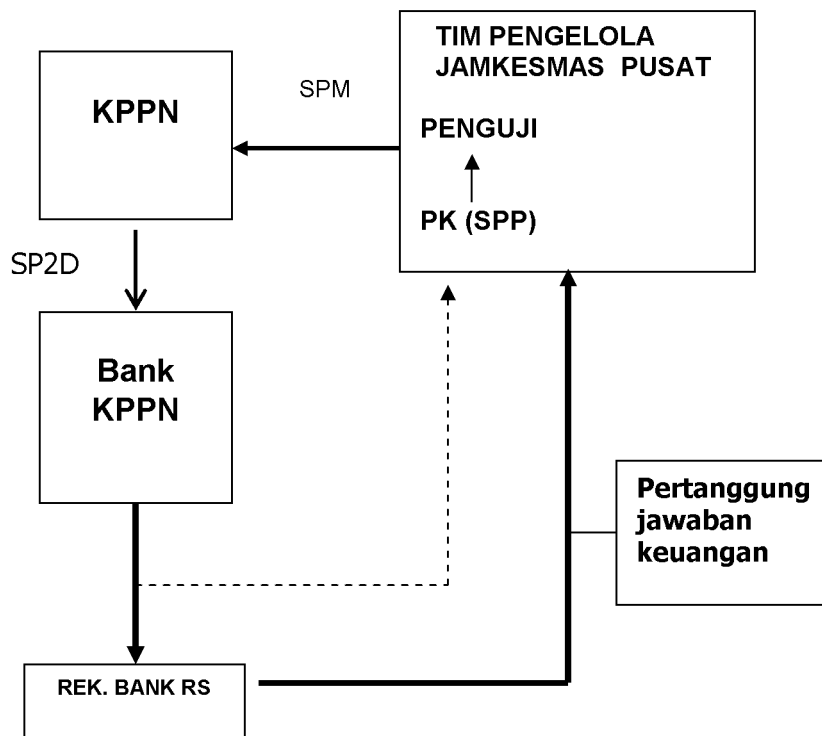 TIM PENGELOLA
JAMKESMAS PUSAT
SPM
KPPN
PENGUJI
PK (SPP)
SP2D
Bank
KPPN
Pertanggung
jawaban
keuangan
REK. BANK RS